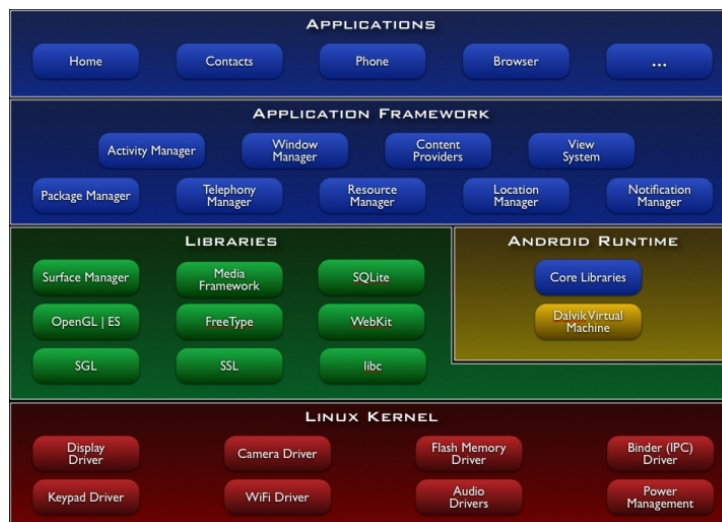 APPLICATIONS
Home
Contacts
Phone
Browser
...
APPLICATION FRAMEWORK
Activity Manager
Window
Manager
Content
Providers
View
System
Package Manager
Telephony
Manager
Resource
Manager
Location
Manager
Notification
Manager
LIBRARIES
Surface Manager
Media
Framework
SQLite
OpenGL | ES
FreeType
WebKit
SGL
SSL
libc
ANDROID RUNTIME
Core Libraries
Dalvik Virtual
Machine
LINUX KERNEL
Display
Driver
Camera Driver
Flash Memory
Driver
Binder (IPC)
Driver
Keypad Driver
WiFi Driver
Audio
Drivers
Power
Management